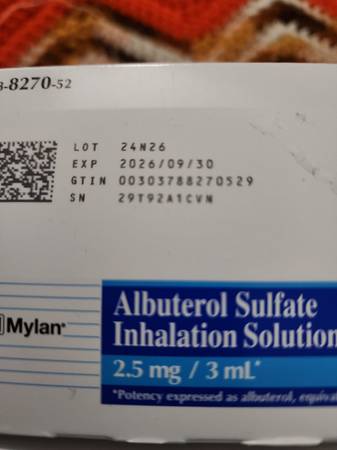 -8270-52
LOT 24N26
EXP 2026/09/30
GTIN 00303788270529
SN 29T92A1CVN
Mylan®
Albuterol Sulfate
Inhalation Solution
2.5 mg / 3 mL*
*Potency expressed as albuterol,